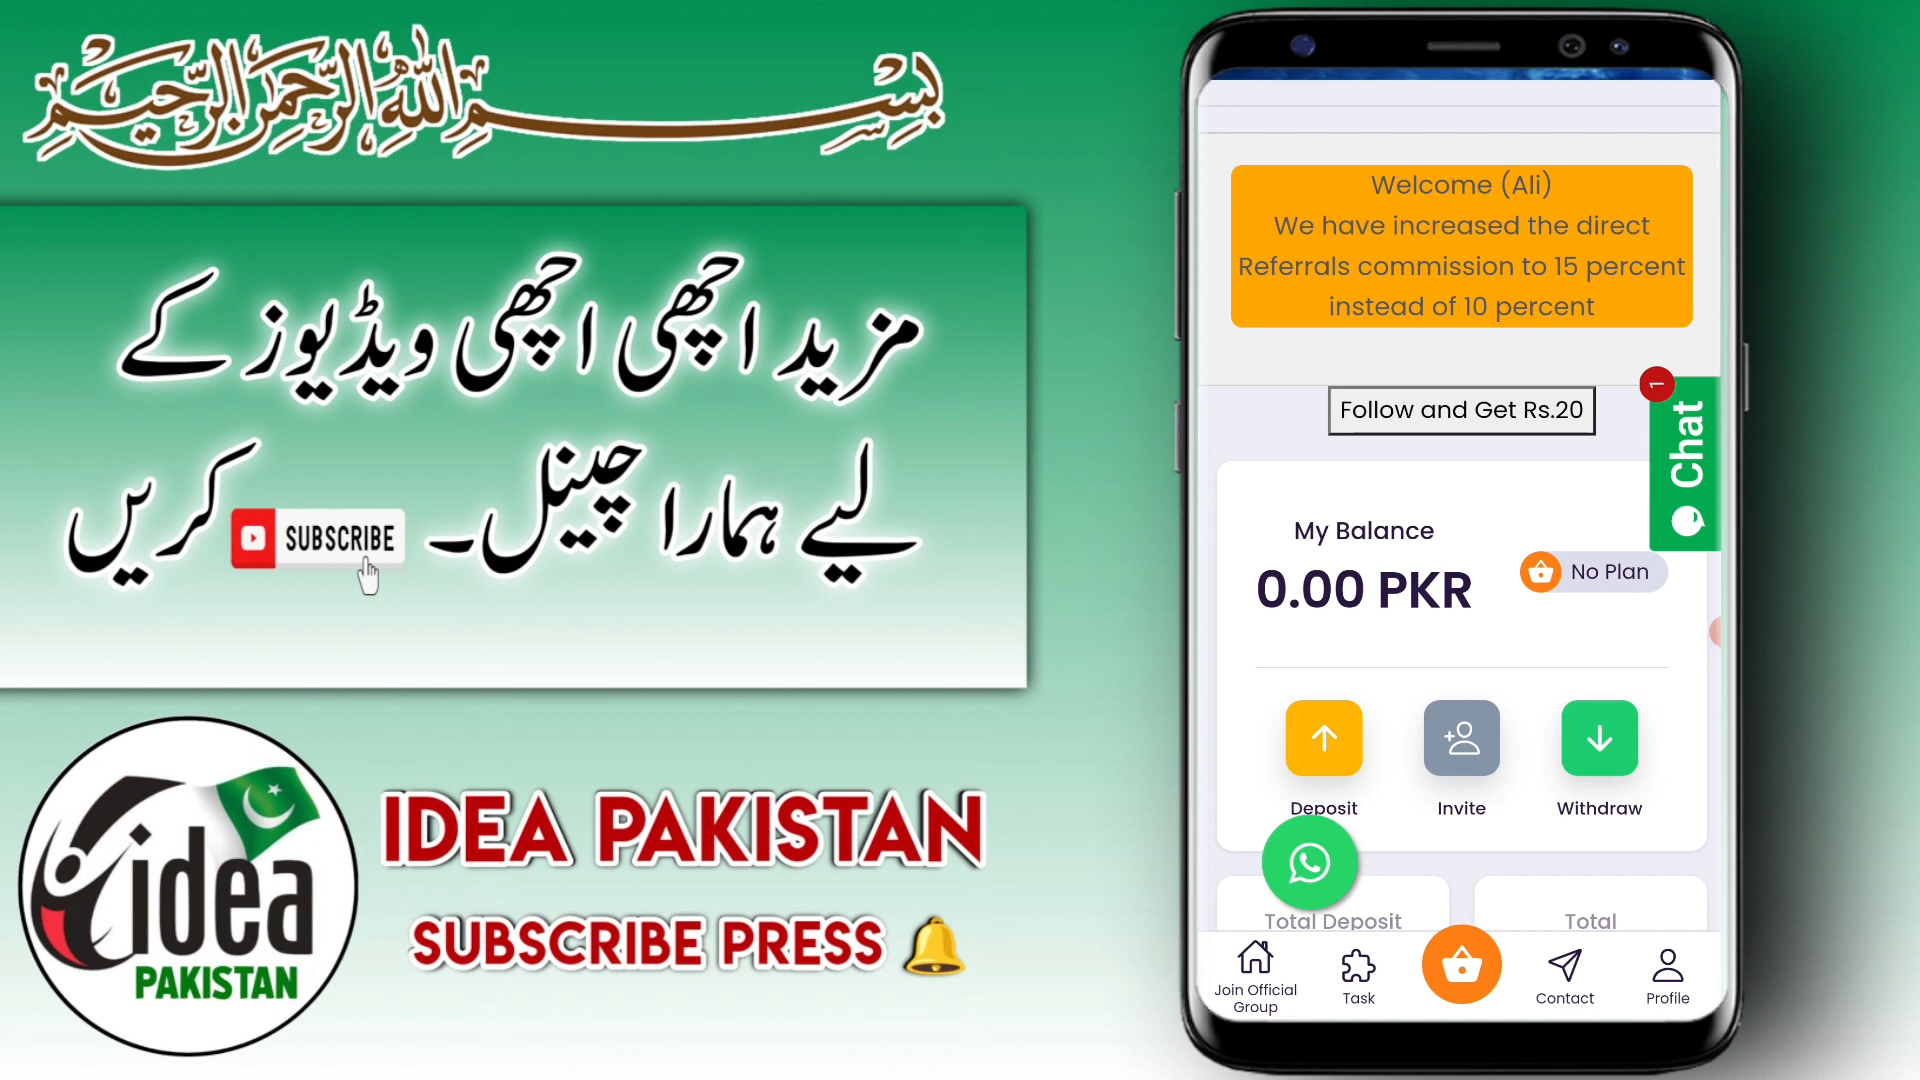 بِسْمِ اللهِ الرَّحْمٰنِ الرَّحِيْمِ
مزید اچھی اچھی ویڈیوز کے
لیے ہمارا چینل۔ SUBSCRIBE کریں
idea
PAKISTAN
IDEA PAKISTAN
SUBSCRIBE PRESS
Welcome (Ali)
We have increased the direct
Referrals commission to 15 percent
instead of 10 percent
Follow and Get Rs.20
1
Chat
My Balance
0.00 PKR
No Plan
Deposit
Invite
Withdraw
Total Deposit
Total
Join Official
Group
Task
Contact
Profile